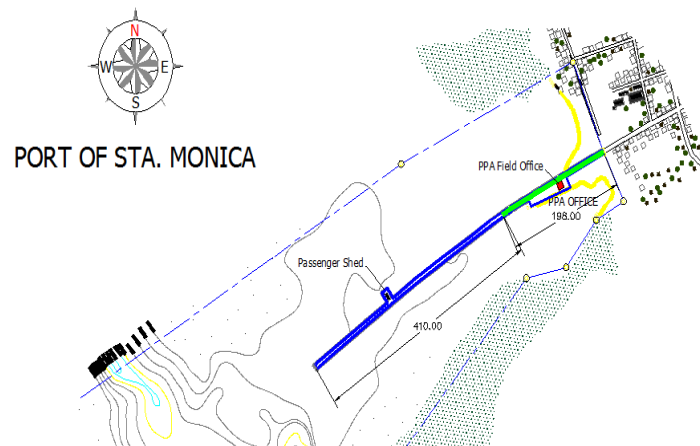 N
W E
S
PORT OF STA. MONICA
PPA Field Office
PPA OFFICE
198.00
Passenger Shed
410.00